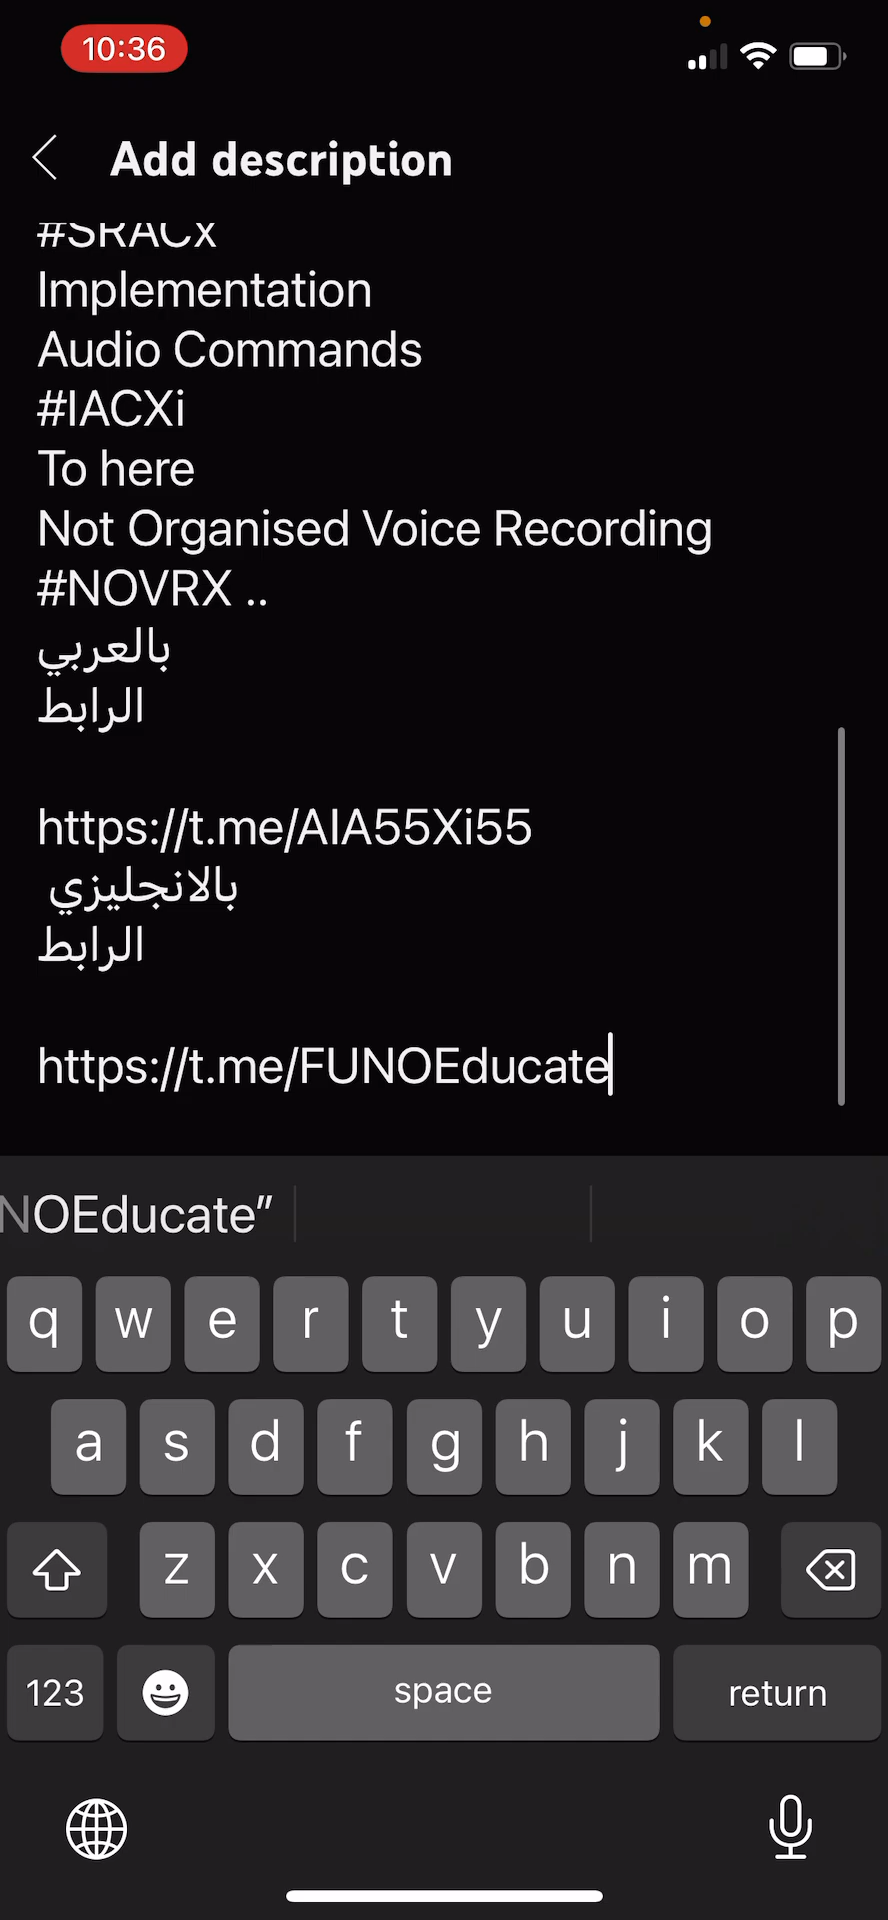 10:36
Add description
#SRACx
Implementation
Audio Commands
#IACXi
To here
Not Organised Voice Recording
#NOVRX ..
بالعربي
الرابط
https://t.me/AIA55Xi55
بالانجليزي
الرابط
https://t.me/FUNOEducate
NOEducate”
q w e r t y u i o p
a s d f g h j k l
z x c v b n m
123 space return